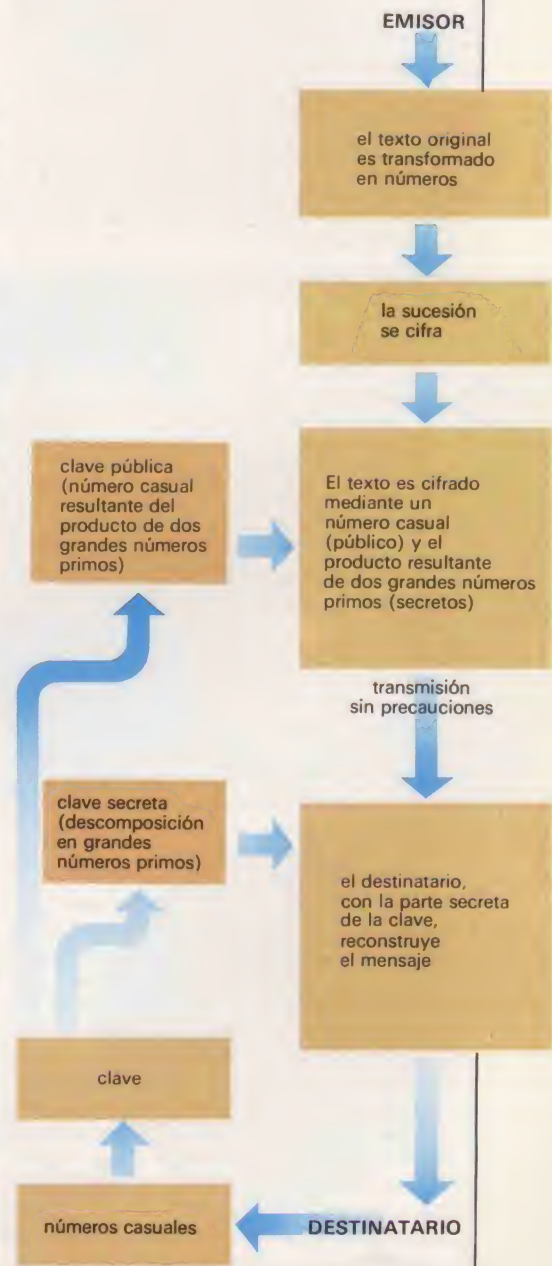 EMISOR
el texto original
es transformado
en números
la sucesión
se cifra
clave pública
(número casual
resultante del
producto de dos
grandes números
primos)
El texto es cifrado
mediante un
número casual
(público) y el
producto resultante
de dos grandes números
primos (secretos)
transmisión
sin precauciones
clave secreta
(descomposición
en grandes
números primos)
el destinatario,
con la parte secreta
de la clave,
reconstruye
el mensaje
clave
números casuales
DESTINATARIO